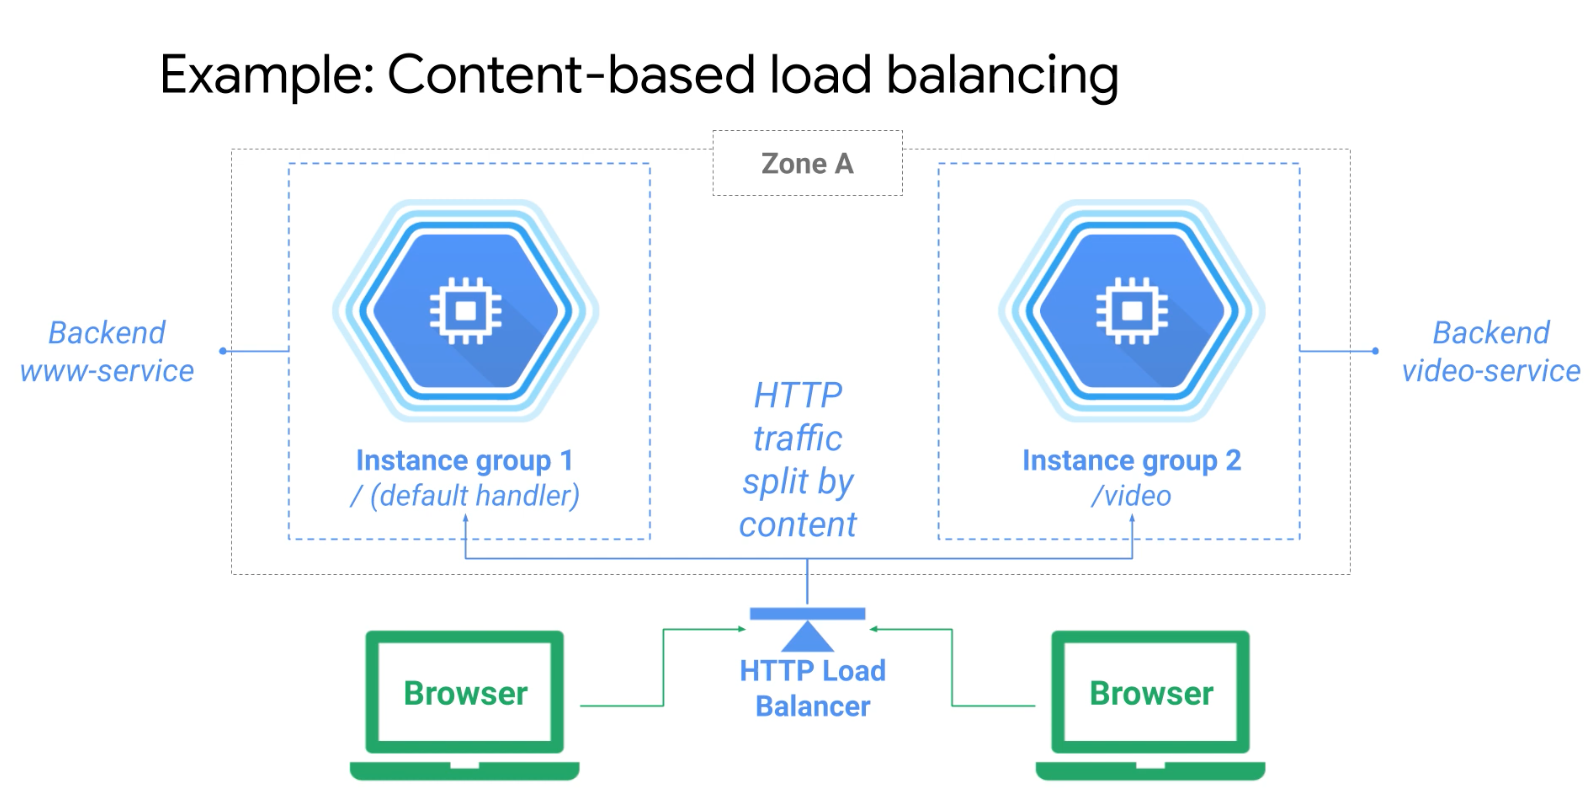 Example: Content-based load balancing
Zone A
Backend
www-service
Instance group 1
/ (default handler)
HTTP
traffic
split by
content
Instance group 2
/video
Backend
video-service
Browser
HTTP Load
Balancer
Browser